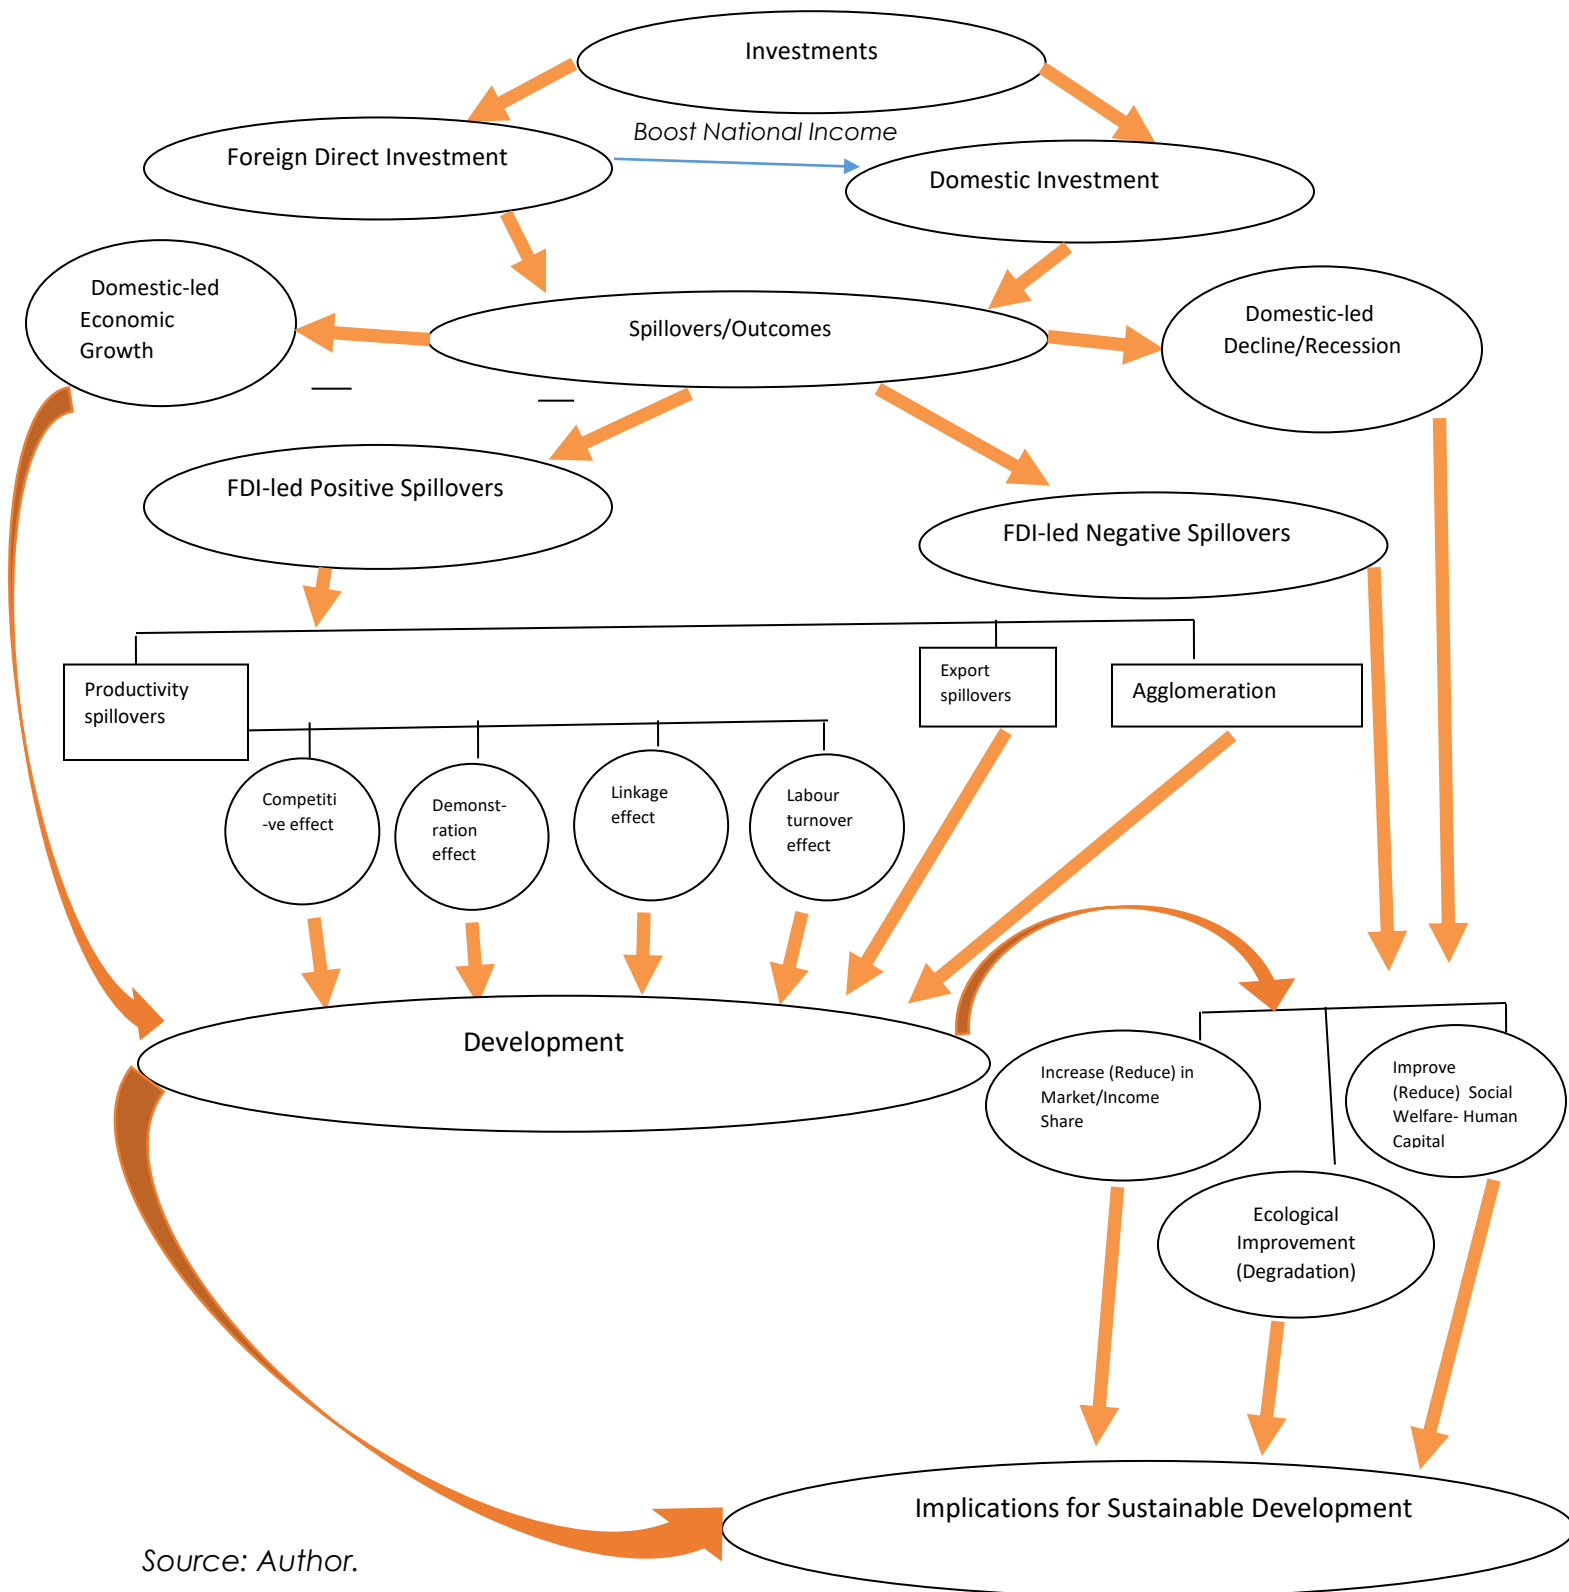 Investments
Boost National Income
Foreign Direct Investment
Domestic Investment
Domestic-led
Economic
Growth
Spillovers/Outcomes
Domestic-led
Decline/Recession
FDI-led Positive Spillovers
FDI-led Negative Spillovers
Productivity
spillovers
Export
spillovers
Agglomeration
Competiti
-ve effect
Demonst-
ration
effect
Linkage
effect
Labour
turnover
effect
Development
Increase (Reduce) in
Market/Income
Share
Improve
(Reduce) Social
Welfare- Human
Capital
Ecological
Improvement
(Degradation)
Implications for Sustainable Development
Source: Author.